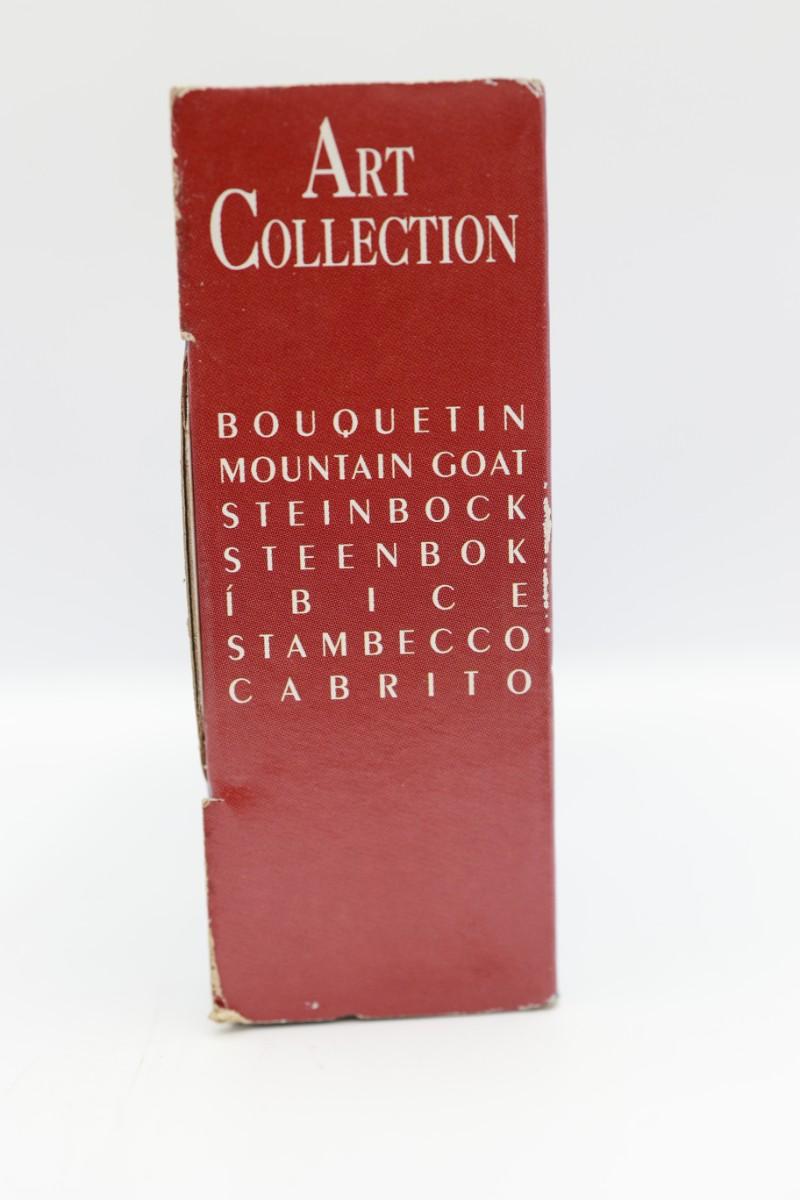 ART
COLLECTION
BOUQUETIN
MOUNTAIN GOAT
STEINBOCK
STEENBOK
ÍBICE
STAMBECCO
CABRITO